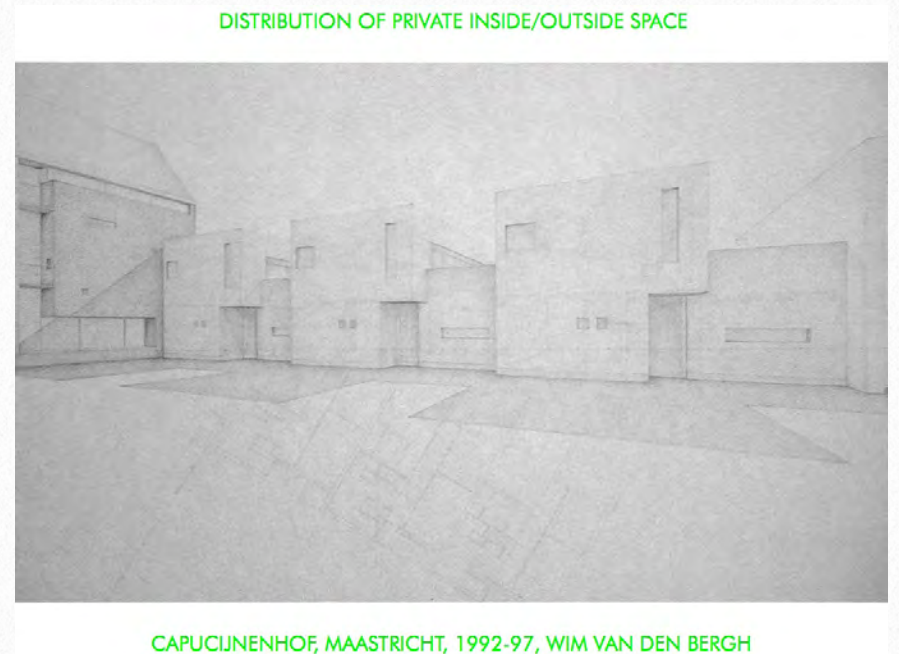 DISTRIBUTION OF PRIVATE INSIDE/OUTSIDE SPACE
CAPUCIJNENHOF, MAASTRICHT, 1992-97, WIM VAN DEN BERGH